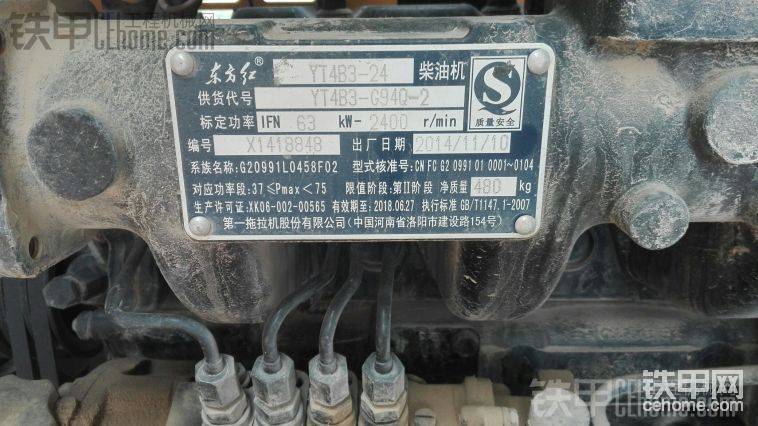 铁甲工程机械网
cehome.com
东方红 YT4B3-24 柴油机
供货代号 YT4B3-G94Q-2
标定功率 IFN 63 kW- 2400 r/min
质量安全
编号 X1418848 出厂日期 2014/11/10
系族名称:G20991L0458F02 型式核准号:CN FC G2 0991 01 0001~0104
对应功率段:37≤Pmax<75 限值阶段:第Ⅱ阶段 净质量 480 kg
生产许可证:XK06-002-00565 有效期至:2018.06.27 执行标准 GB/T1147.1-2007
第一拖拉机股份有限公司(中国河南省洛阳市建设路154号)
铁甲网
cehome.com